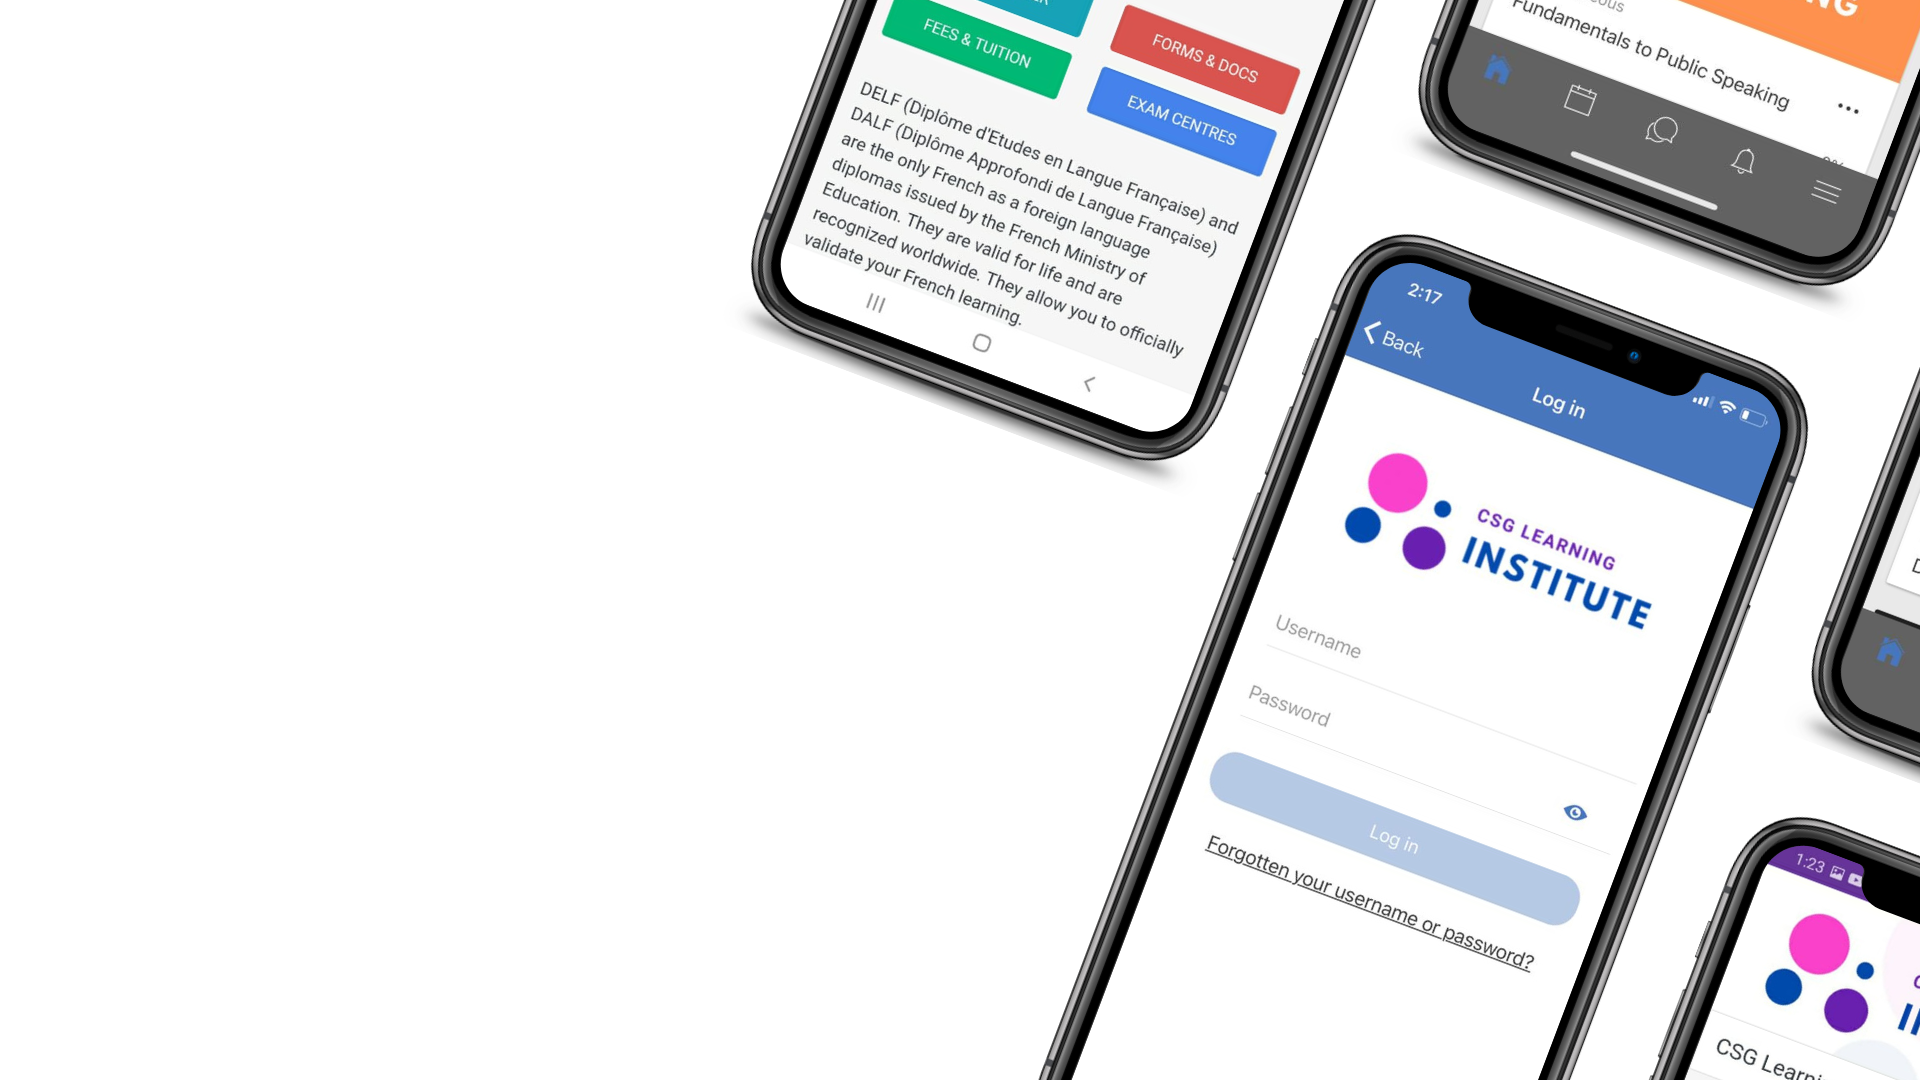 FEES & TUITION
FORMS & DOCS
EXAM CENTRES
DELF (Diplôme d'Etudes en Langue Française) and
DALF (Diplôme Approfondi de Langue Française)
are the only French as a foreign language
diplomas issued by the French Ministry of
Education. They are valid for life and are
recognized worldwide. They allow you to officially
validate your French learning.
Fundamentals to Public Speaking
2:17
Back
Log in
CSG LEARNING
INSTITUTE
Username
Password
Log in
Forgotten your username or password?
1:23